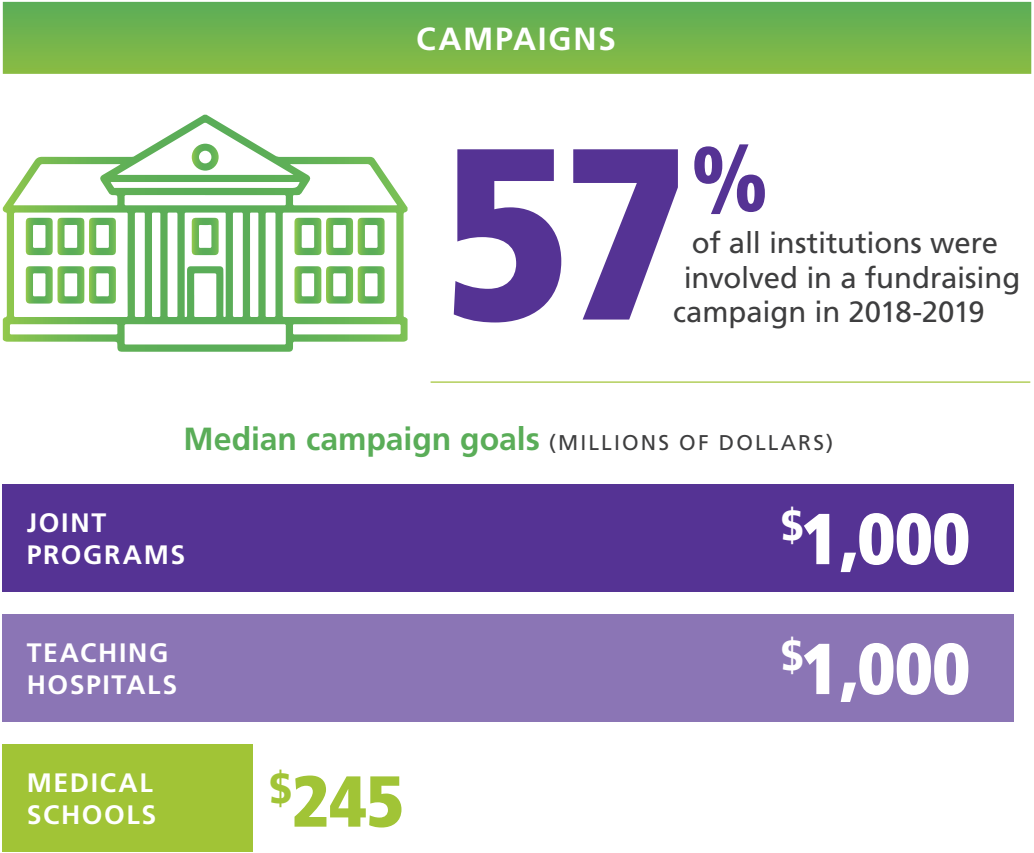 CAMPAIGNS
57%
of all institutions were
involved in a fundraising
campaign in 2018-2019
Median campaign goals (MILLIONS OF DOLLARS)
JOINT
PROGRAMS
$1,000
TEACHING
HOSPITALS
$1,000
MEDICAL
SCHOOLS
$245